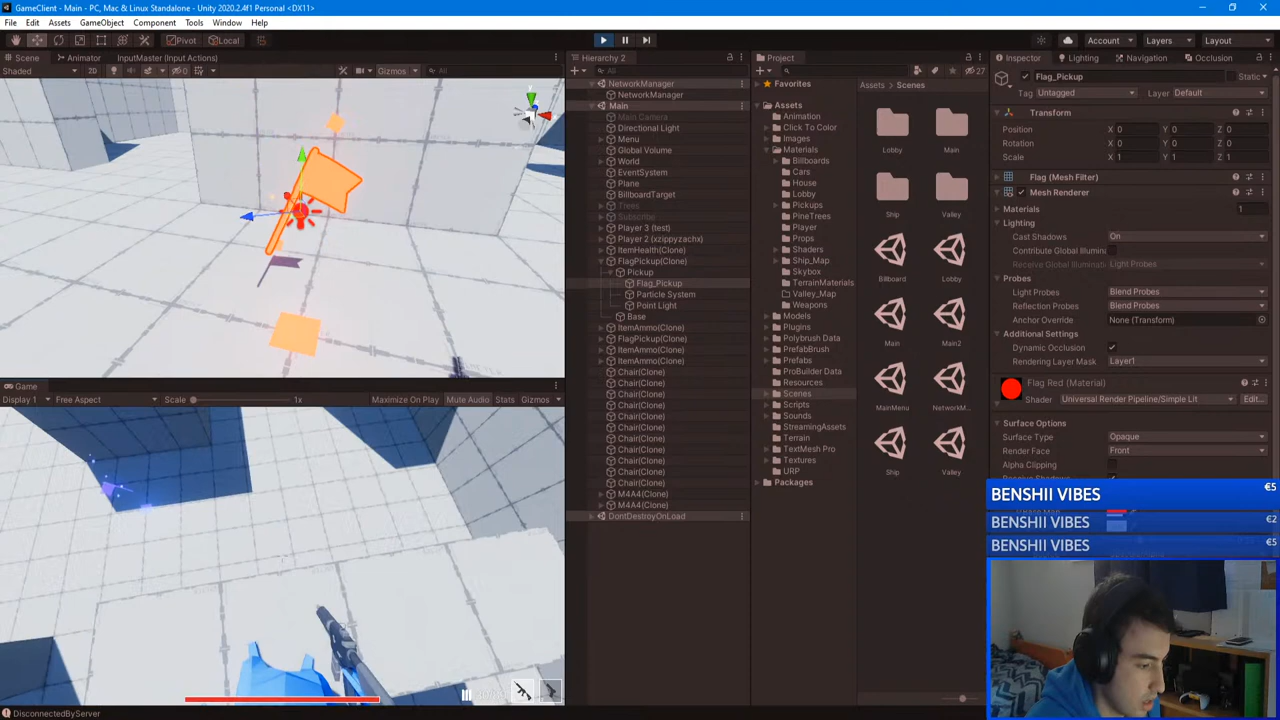 GameClient - Main - PC, Mac & Linux Standalone - Unity 2020.2.4f1 Personal <DX11>
File Edit Assets GameObject Component Tools Window Help
Pivot Local
Account Layers Layout
Scene Animator InputMaster (Input Actions)
Shaded 2D 0 Gizmos All
Game
Display 1 Free Aspect Scale 1x Maximize On Play Mute Audio Stats Gizmos
DisconnectedByServer
Hierarchy 2
All
NetworkManager
NetworkManager
Main
Main Camera
Directional Light
Menu
Global Volume
World
EventSystem
Plane
BillboardTarget
Trees
Subscribe
Player 3 (test)
Player 2 (xzippyzachx)
ItemHealth(Clone)
FlagPickup(Clone)
Pickup
Flag_Pickup
Particle System
Point Light
Base
ItemAmmo(Clone)
FlagPickup(Clone)
ItemAmmo(Clone)
ItemAmmo(Clone)
Chair(Clone)
Chair(Clone)
Chair(Clone)
Chair(Clone)
Chair(Clone)
Chair(Clone)
Chair(Clone)
Chair(Clone)
Chair(Clone)
Chair(Clone)
Chair(Clone)
M4A4(Clone)
M4A4(Clone)
DontDestroyOnLoad
Project
27
Favorites
Assets
Animation
Click To Color
Images
Materials
Billboards
Cars
House
Lobby
Pickups
PineTrees
Player
Props
Shaders
Ship_Map
Skybox
TerrainMaterials
Valley_Map
Weapons
Models
Plugins
Polybrush Data
PrefabBrush
Prefabs
ProBuilder Data
Resources
Scenes
Scripts
Sounds
StreamingAssets
Terrain
TextMesh Pro
Textures
URP
Packages
Assets > Scenes
Lobby Main
Ship Valley
Billboard Lobby
Main Main2
MainMenu NetworkM...
Ship Valley
Inspector Lighting Navigation Occlusion
Flag_Pickup Static
Tag Untagged Layer Default
Transform
Position X 0 Y 0 Z 0
Rotation X 0 Y 0 Z 0
Scale X 1 Y 1 Z 1
Flag (Mesh Filter)
Mesh Renderer
Materials 1
Lighting
Cast Shadows On
Contribute Global Illumina
Receive Global Illuminat Light Probes
Probes
Light Probes Blend Probes
Reflection Probes Blend Probes
Anchor Override None (Transform)
Additional Settings
Dynamic Occlusion
Rendering Layer Mask Layer1
Flag Red (Material)
Shader Universal Render Pipeline/Simple Lit Edit...
Surface Options
Surface Type Opaque
Render Face Front
Alpha Clipping
BENSHII VIBES €5
BENSHII VIBES €2
BENSHII VIBES €5